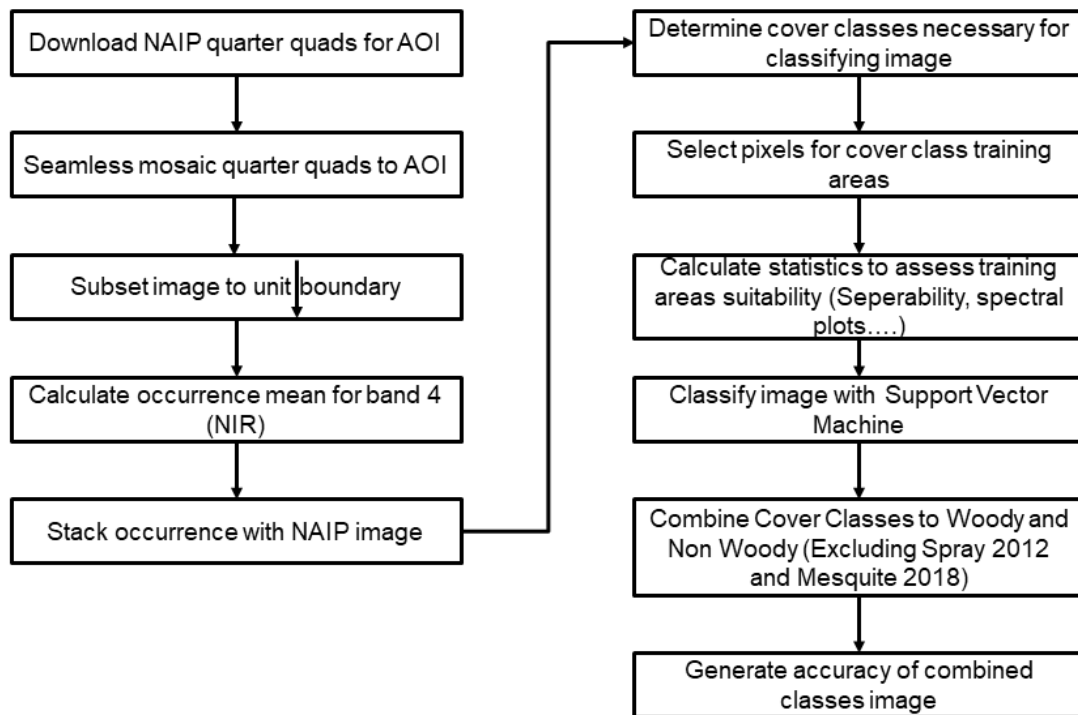 Download NAIP quarter quads for AOI
Seamless mosaic quarter quads to AOI
Subset image to unit boundary
Calculate occurrence mean for band 4
(NIR)
Stack occurrence with NAIP image
Determine cover classes necessary for
classifying image
Select pixels for cover class training
areas
Calculate statistics to assess training
areas suitability (Seperability, spectral
plots....)
Classify image with Support Vector
Machine
Combine Cover Classes to Woody and
Non Woody (Excluding Spray 2012
and Mesquite 2018)
Generate accuracy of combined
classes image